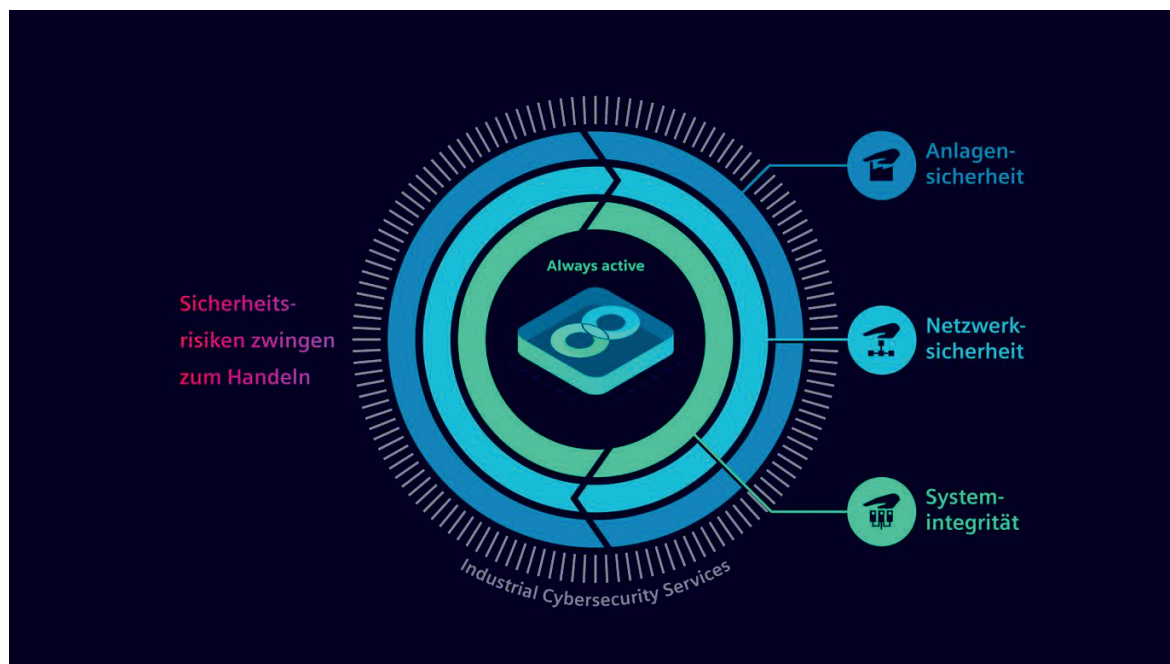 Anlagen-
sicherheit
Always active
Sicherheits-
risiken zwingen
zum Handeln
Netzwerk-
sicherheit
System-
integrität
Industrial Cybersecurity Services